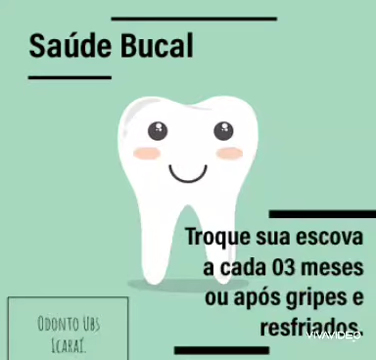 Saúde Bucal
Troque sua escova
a cada 03 meses
ou após gripes e
resfriados.
Odonto Ubs
Icaraí.
VIVAVIDEO